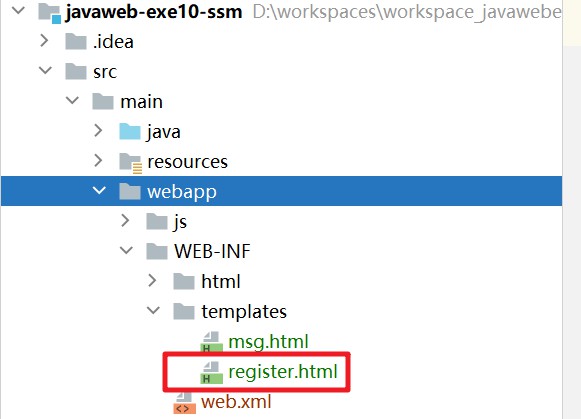 javaweb-exe10-ssm D:\workspaces\workspace_javawebe
.idea
src
main
java
resources
webapp
js
WEB-INF
html
templates
msg.html
register.html
web.xml